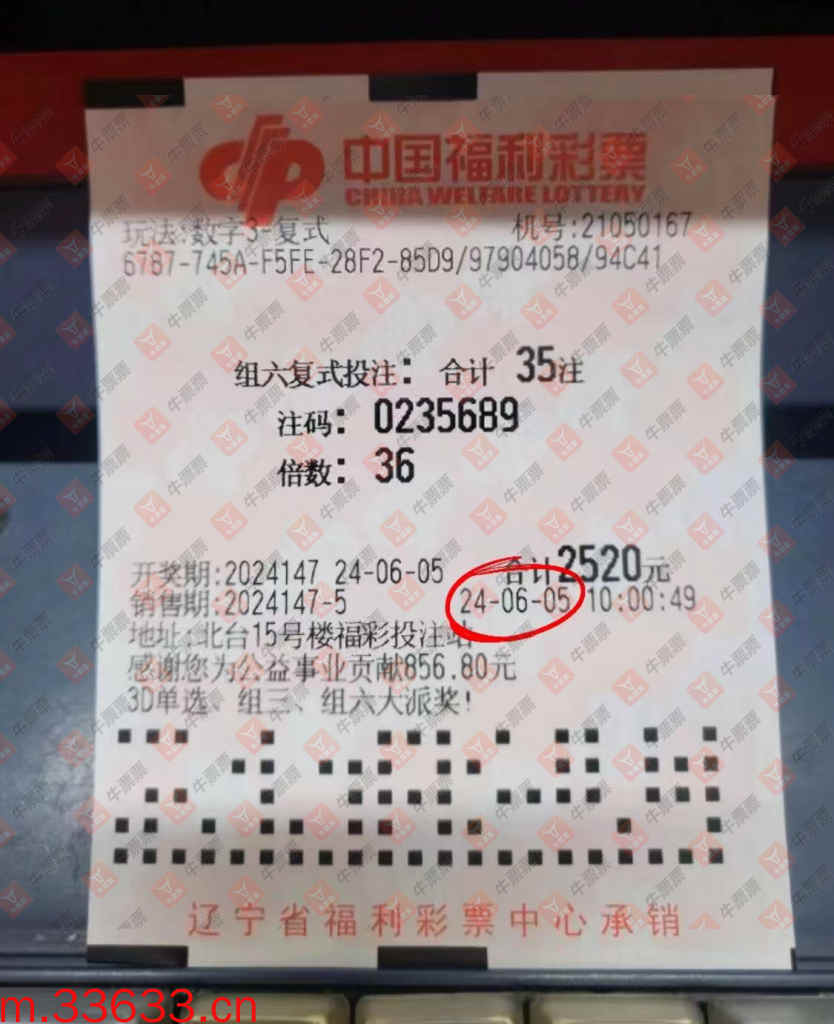 中国福利彩票
CHINA WELFARE LOTTERY
玩法:数字3-复式 机号:21050167
6787-745A-F5FE-28F2-85D9/97904058/94C41
组六复式投注: 合计 35注
注码: 0235689
倍数: 36
开奖期:2024147 24-06-05 合计2520元
销售期:2024147-5 24-06-05 10:00:49
地址:北台15号楼福彩投注站
感谢您为公益事业贡献856.80元
3D单选、组三、组六大派奖!
辽宁省福利彩票中心承销
m.33633.cn
牛票票